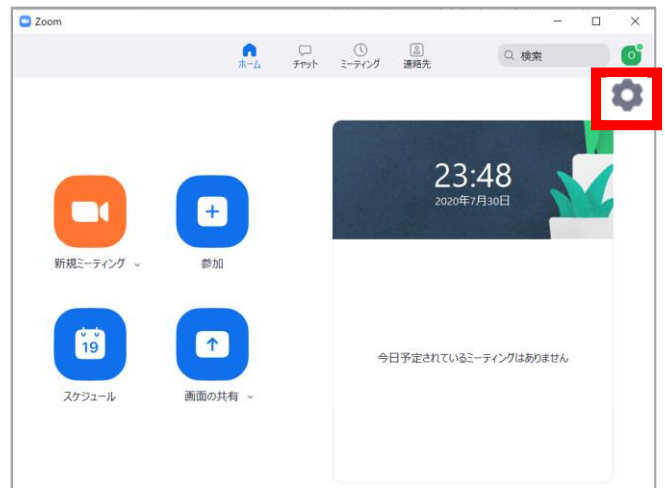 Zoom
ホーム
チャット
ミーティング
連絡先
検索
O
23:48
2020年7月30日
新規ミーティング
参加
19
スケジュール
画面の共有
今日予定されているミーティングはありません